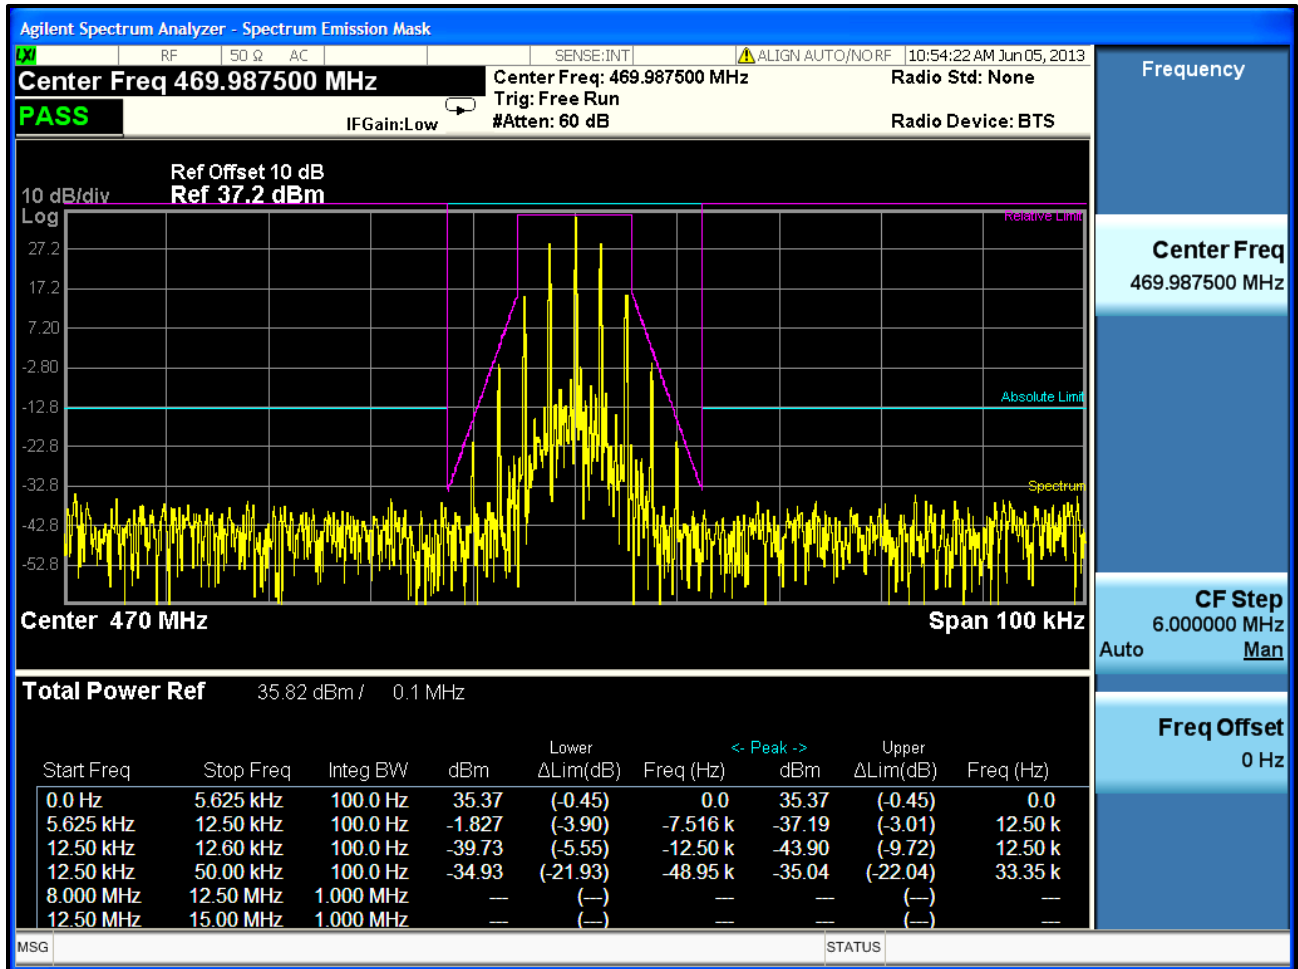 Agilent Spectrum Analyzer - Spectrum Emission Mask
LXI RF 50 Ω AC SENSE:INT ALIGN AUTO/NO RF 10:54:22 AM Jun 05, 2013
Center Freq 469.987500 MHz
Center Freq: 469.987500 MHz
Radio Std: None
Trig: Free Run
PASS
IFGain:Low
#Atten: 60 dB
Radio Device: BTS
Frequency
Ref Offset 10 dB
10 dB/div Ref 37.2 dBm
Log
Relative Limit
27.2
17.2
7.20
-2.80
-12.8
Absolute Limit
-22.8
-32.8
Spectrum
-42.8
-52.8
Center 470 MHz
Span 100 kHz
Center Freq
469.987500 MHz
CF Step
6.000000 MHz
Auto Man
Freq Offset
0 Hz
Total Power Ref 35.82 dBm / 0.1 MHz
Lower <- Peak -> Upper
Start Freq Stop Freq Integ BW dBm ΔLim(dB) Freq (Hz) dBm ΔLim(dB) Freq (Hz)
0.0 Hz 5.625 kHz 100.0 Hz 35.37 (-0.45) 0.0 35.37 (-0.45) 0.0
5.625 kHz 12.50 kHz 100.0 Hz -1.827 (-3.90) -7.516 k -37.19 (-3.01) 12.50 k
12.50 kHz 12.60 kHz 100.0 Hz -39.73 (-5.55) -12.50 k -43.90 (-9.72) 12.50 k
12.50 kHz 50.00 kHz 100.0 Hz -34.93 (-21.93) -48.95 k -35.04 (-22.04) 33.35 k
8.000 MHz 12.50 MHz 1.000 MHz --- (---) --- --- (---) ---
12.50 MHz 15.00 MHz 1.000 MHz --- (---) --- --- (---) ---
MSG
STATUS